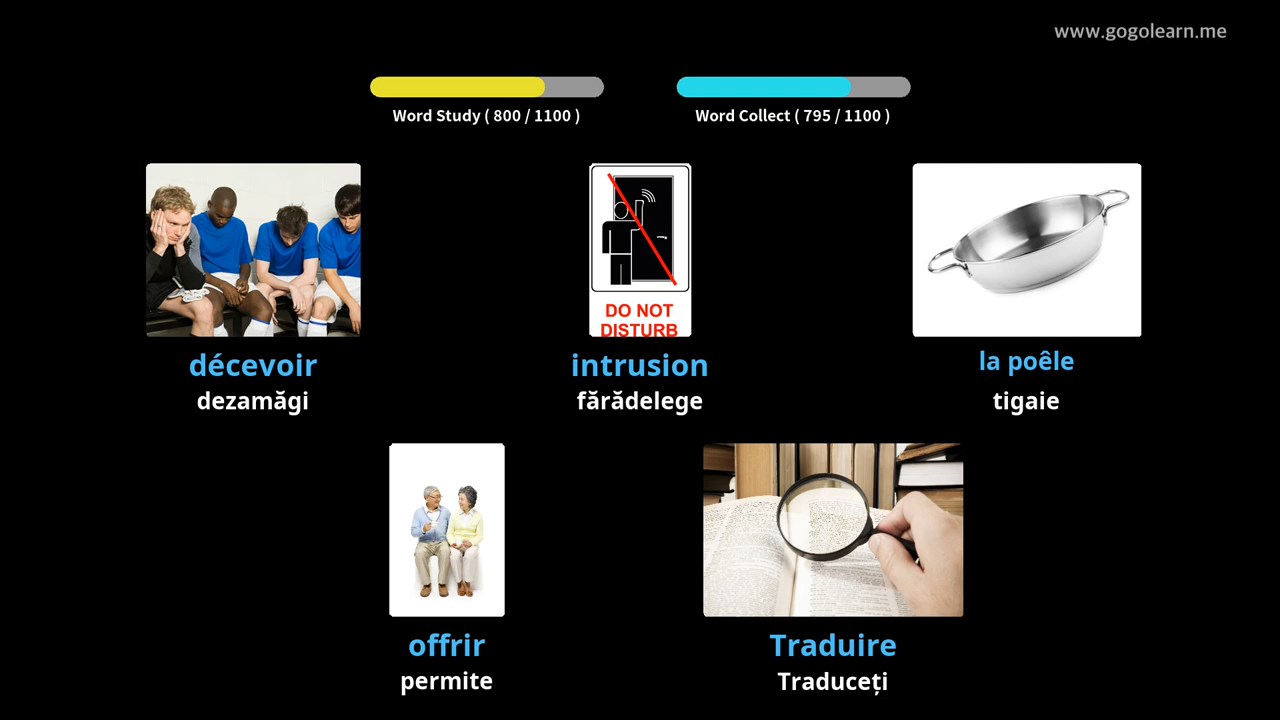 www.gogolearn.me
Word Study ( 800 / 1100 )
Word Collect ( 795 / 1100 )
DO NOT
DISTURB
décevoir
dezamăgi
intrusion
fărădelege
la poêle
tigaie
offrir
permite
Traduire
Traduceți